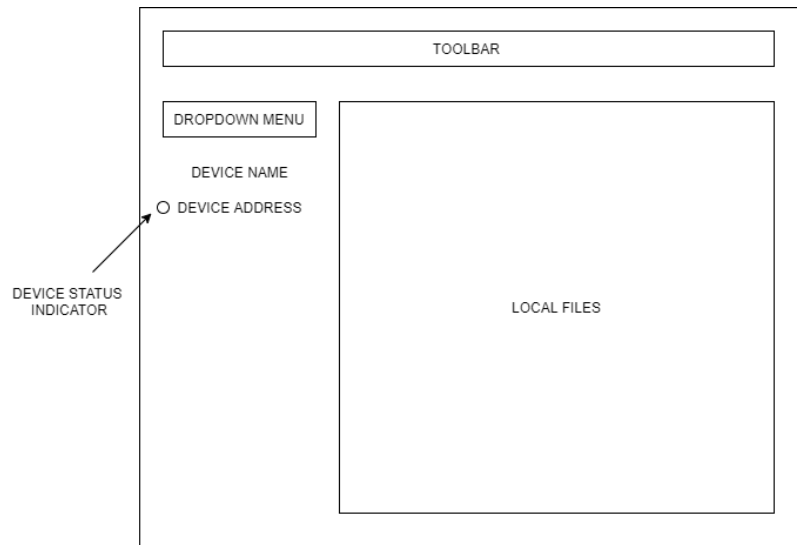 TOOLBAR
DROPDOWN MENU
DEVICE NAME
DEVICE ADDRESS
DEVICE STATUS
INDICATOR
LOCAL FILES